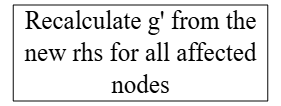 Recalculate g' from the
new rhs for all affected
nodes